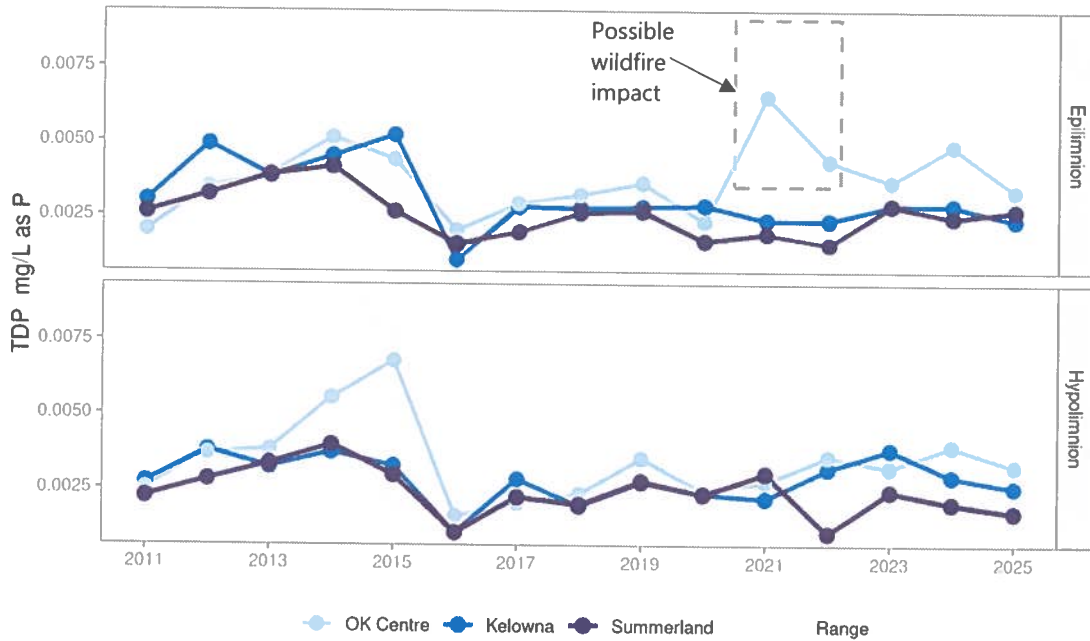 Possible
wildfire
impact
TDP mg/L as P
0.0075
0.0050
0.0025
Epilimnion
0.0075
0.0050
0.0025
Hypolimnion
2011 2013 2015 2017 2019 2021 2023 2025
OK Centre Kelowna Summerland Range